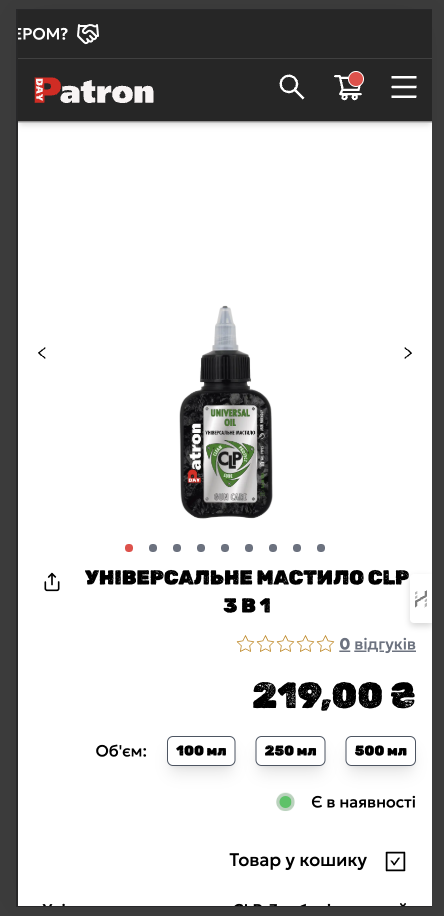 ЕРОМ?
DAY Patron
UNIVERSAL
OIL
УНІВЕРСАЛЬНЕ МАСТИЛО
CLP
DAY Patron
GUN CARE
УНІВЕРСАЛЬНЕ МАСТИЛО CLP
3 В 1
0 відгуків
219,00 ₴
Об'єм: 100 мл 250 мл 500 мл
Є в наявності
Товар у кошику